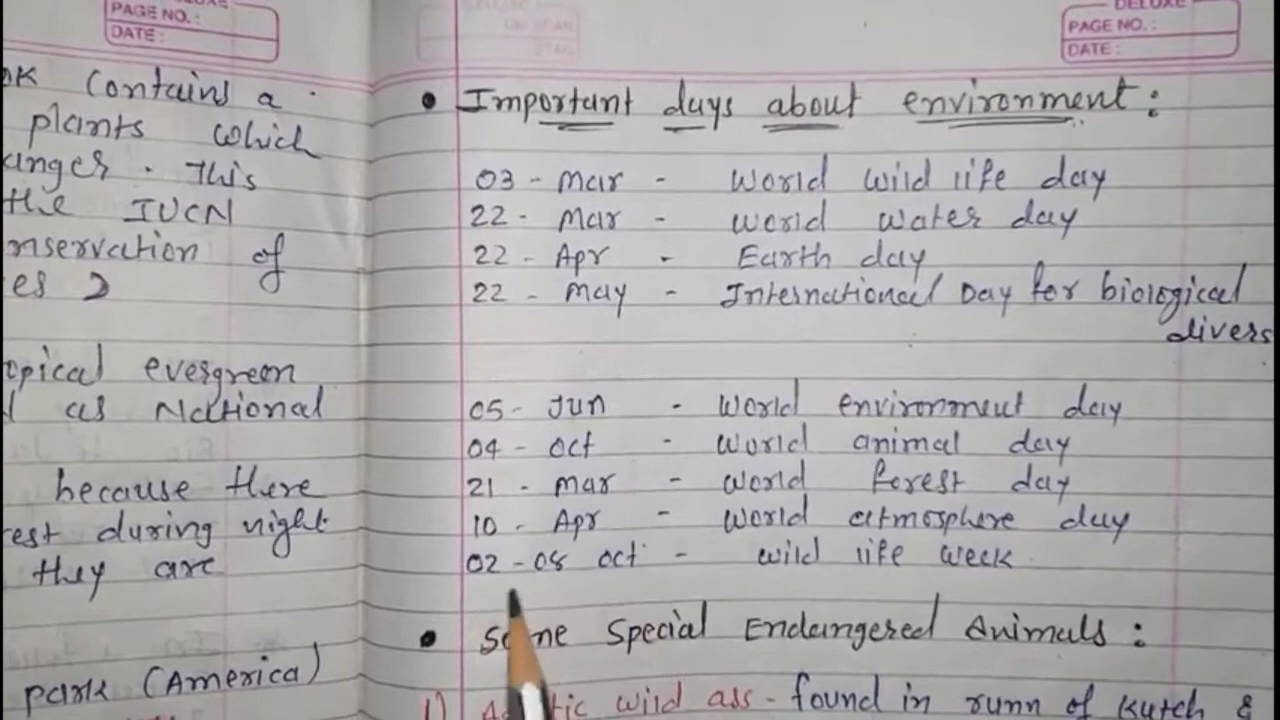 PAGE NO.:
DATE:
contains a
plants which
This
the IUCN
of
evergreen
as National
because there
during night
they are
park (America)
DELUXE
PAGE NO.:
DATE:
• Important days about environment:
03 - Mar - World wild life day
22 - Mar - World water day
22 - Apr - Earth day
22 - may - International Day for biological
divers
05 - Jun - World environment day
04 - Oct - World animal day
21 - Mar - World forest day
10 - Apr - World atmosphere day
02 - 08 Oct - wild life week
• Some Special Endangered Animals:
1) wild ass - found in runn of Kutch &